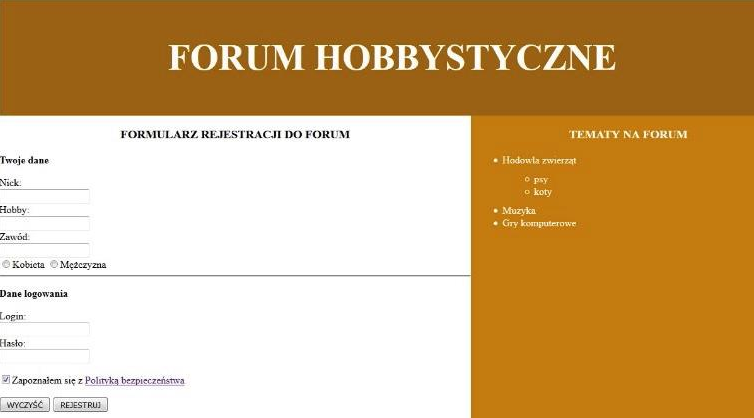 FORUM HOBBYSTYCZNE
FORMULARZ REJESTRACJI DO FORUM
Twoje dane
Nick:
Hobby:
Zawód:
Kobieta Mężczyzna
Dane logowania
Login:
Hasło:
Zapoznałem się z Polityką bezpieczeństwa
WYCZYŚĆ REJESTRUJ
TEMATY NA FORUM
Hodowla zwierząt
psy
koty
Muzyka
Gry komputerowe